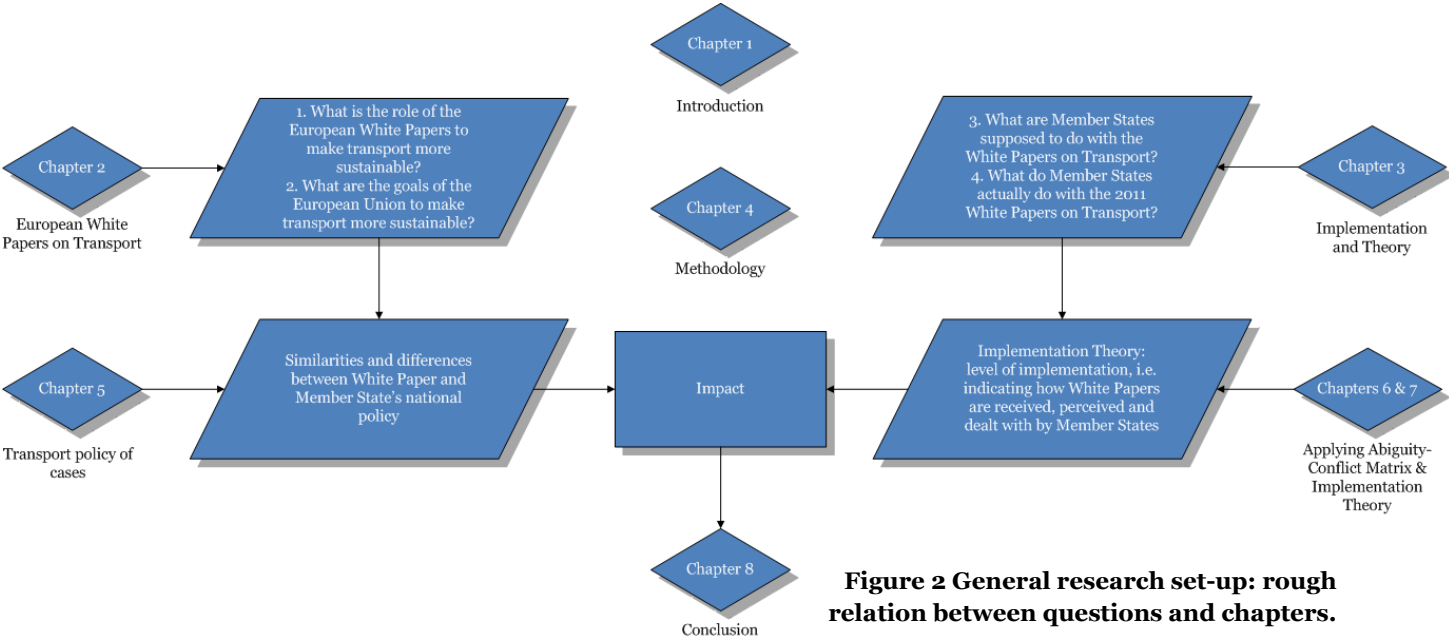 Chapter 1
Introduction
Chapter 2
European White
Papers on Transport
1. What is the role of the
European White Papers to
make transport more
sustainable?
2. What are the goals of the
European Union to make
transport more sustainable?
Chapter 4
Methodology
3. What are Member States
supposed to do with the
White Papers on Transport?
4. What do Member States
actually do with the 2011
White Papers on Transport?
Chapter 3
Implementation
and Theory
Chapter 5
Transport policy of
cases
Similarities and differences
between White Paper and
Member State's national
policy
Impact
Implementation Theory:
level of implementation, i.e.
indicating how White Papers
are received, perceived and
dealt with by Member States
Chapters 6 & 7
Applying Abiguity-
Conflict Matrix &
Implementation
Theory
Chapter 8
Conclusion
Figure 2 General research set-up: rough
relation between questions and chapters.